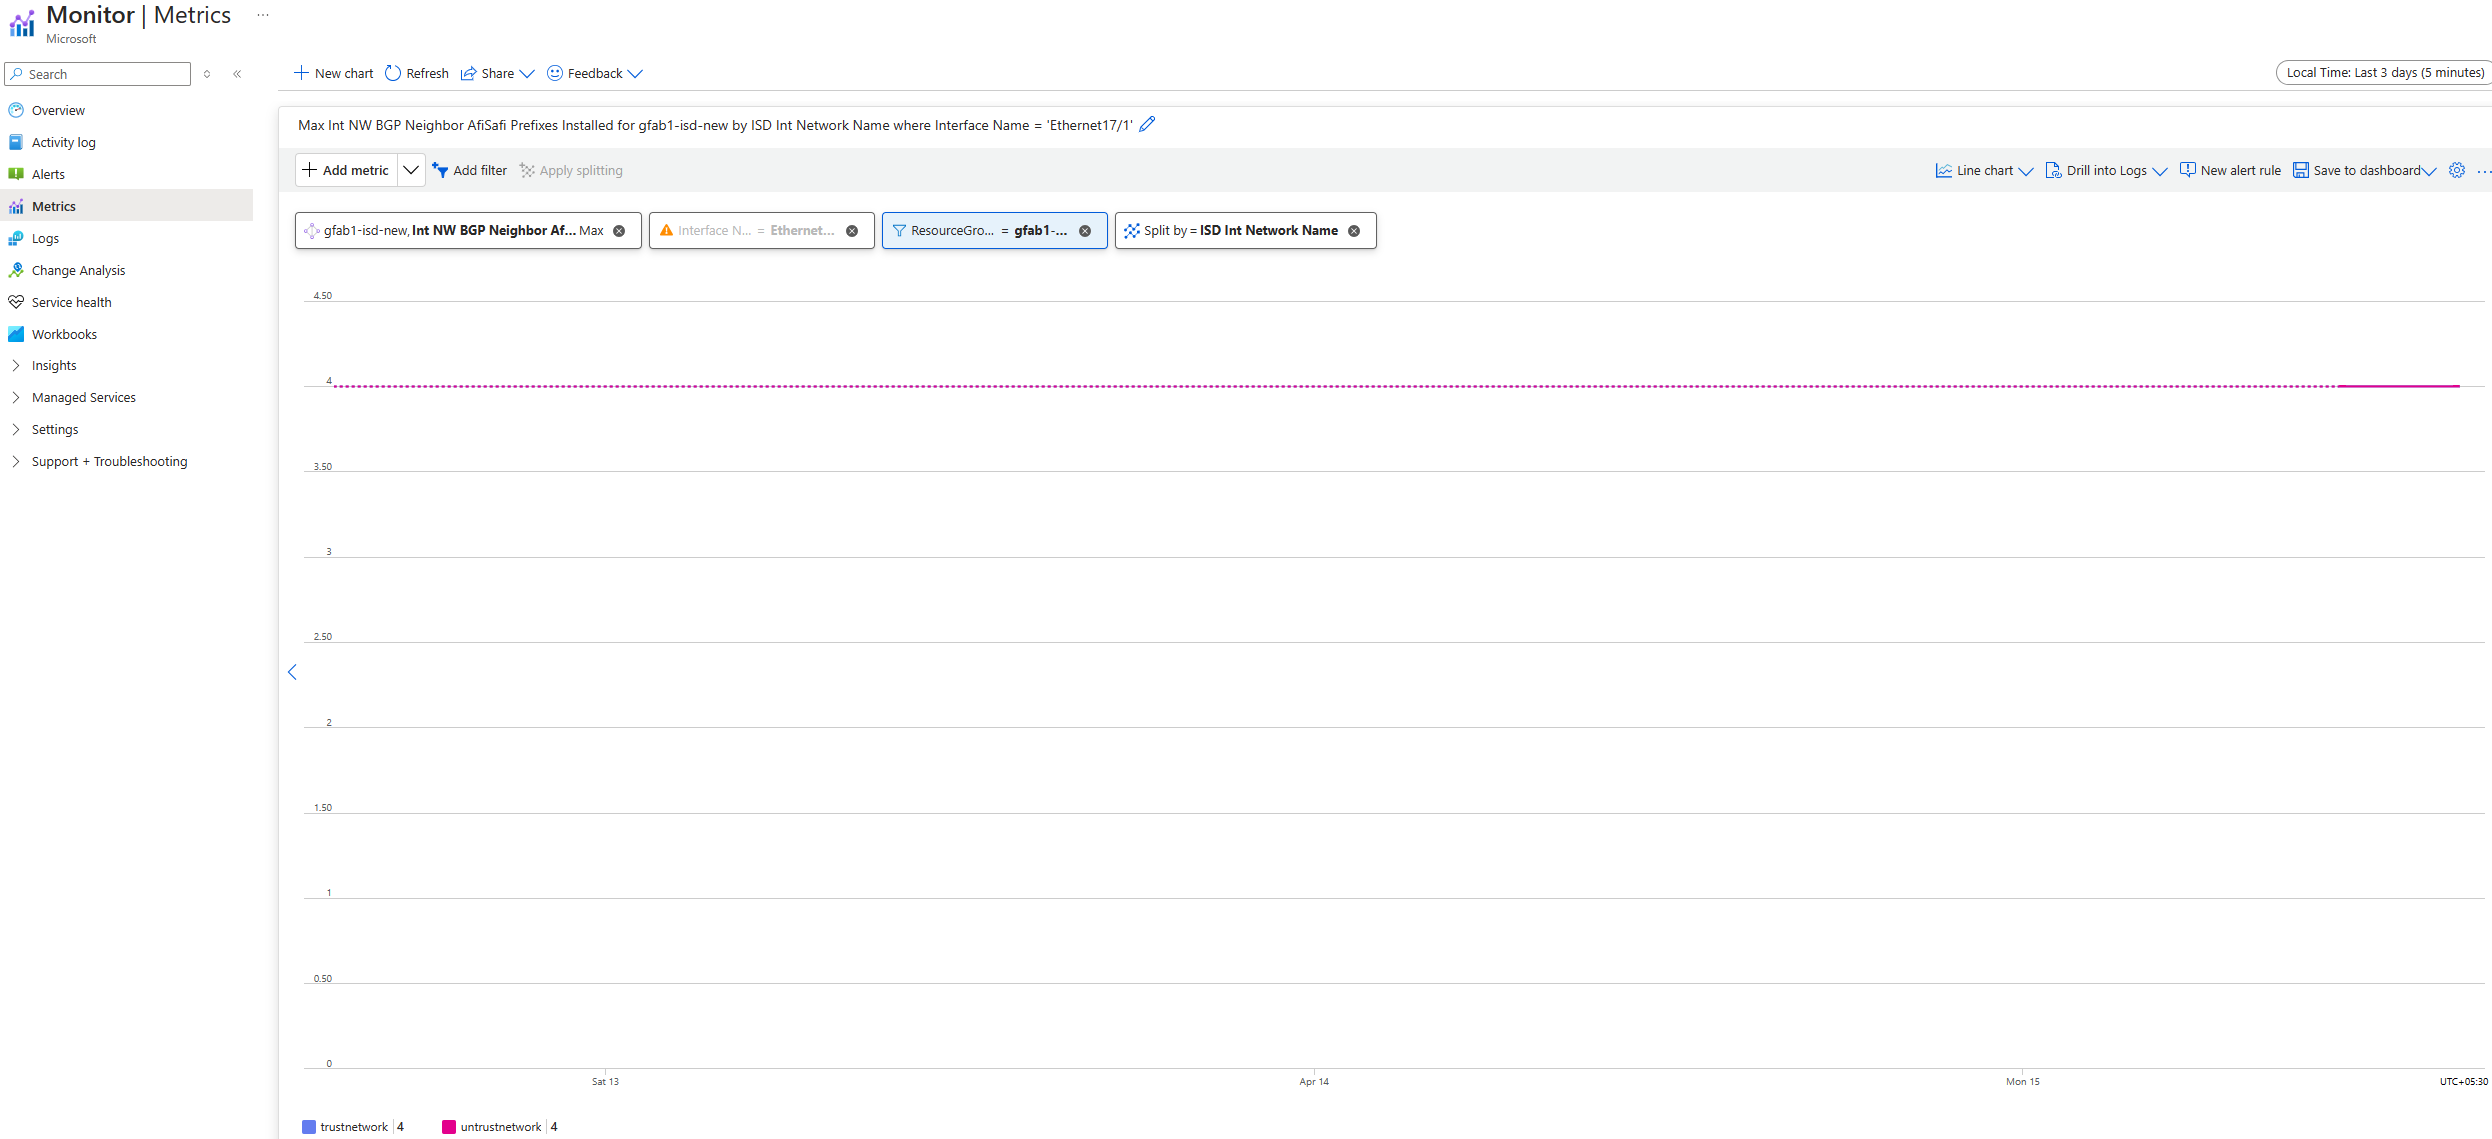 Monitor | Metrics ...
Microsoft
Search
New chart Refresh Share Feedback
Local Time: Last 3 days (5 minutes)
Overview
Activity log
Alerts
Metrics
Logs
Change Analysis
Service health
Workbooks
Insights
Managed Services
Settings
Support + Troubleshooting
Max Int NW BGP Neighbor AfiSafi Prefixes Installed for gfab1-isd-new by ISD Int Network Name where Interface Name = 'Ethernet17/1'
Add metric Add filter Apply splitting
Line chart Drill into Logs New alert rule Save to dashboard ...
gfab1-isd-new, Int NW BGP Neighbor Af... Max
Interface N... = Ethernet...
ResourceGro... = gfab1-...
Split by = ISD Int Network Name
4.50
4
3.50
3
2.50
2
1.50
1
0.50
0
Sat 13 Apr 14 Mon 15 UTC+05:30
trustnetwork 4 untrustnetwork 4